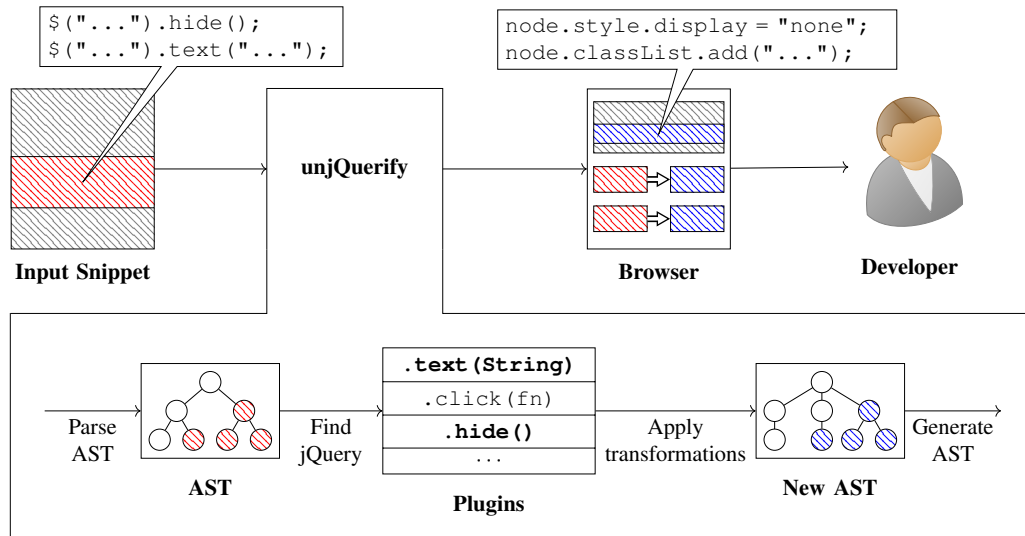 $("...").hide();
$("...").text("...");
node.style.display = "none";
node.classList.add("...");
unjQuerify
Input Snippet
Browser
Developer
Parse
AST
AST
Find
jQuery
.text(String)
.click(fn)
.hide()
...
Plugins
Apply
transformations
New AST
Generate
AST